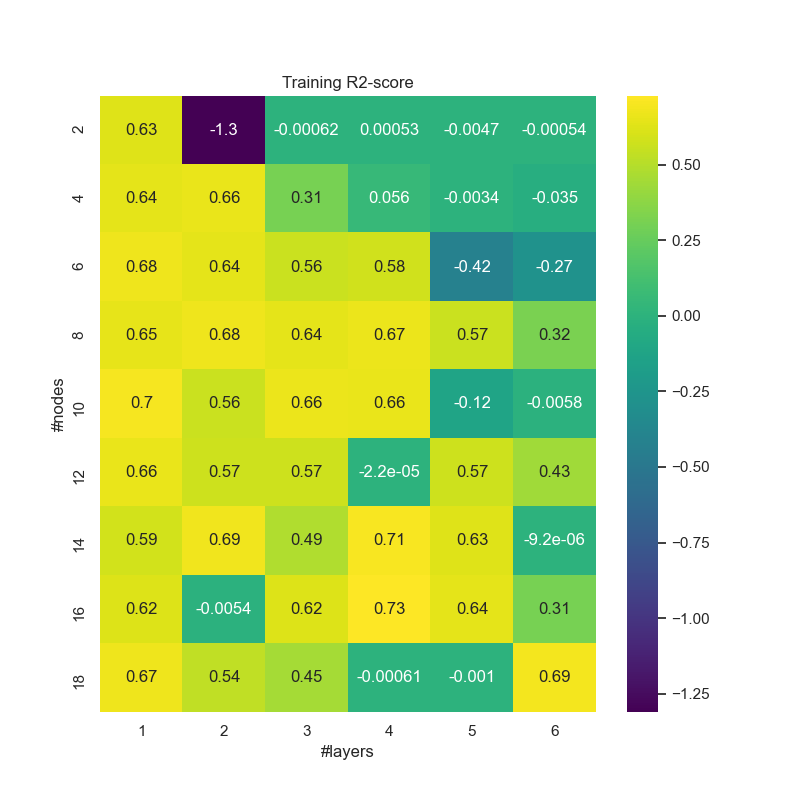 Training R2-score
2 0.63 -1.3 -0.00062 0.00053 -0.0047 -0.00054
4 0.64 0.66 0.31 0.056 -0.0034 -0.035
6 0.68 0.64 0.56 0.58 -0.42 -0.27
8 0.65 0.68 0.64 0.67 0.57 0.32
10 0.7 0.56 0.66 0.66 -0.12 -0.0058
12 0.66 0.57 0.57 -2.2e-05 0.57 0.43
14 0.59 0.69 0.49 0.71 0.63 -9.2e-06
16 0.62 -0.0054 0.62 0.73 0.64 0.31
18 0.67 0.54 0.45 -0.00061 -0.001 0.69
1 2 3 4 5 6
#layers
#nodes
0.50
0.25
0.00
−0.25
−0.50
−0.75
−1.00
−1.25